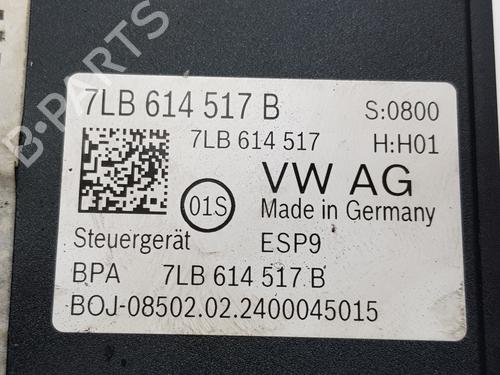 7LB 614 517 B S:0800
7LB 614 517 H:H01
01S VW AG
Made in Germany
Steuergerät ESP9
BPA 7LB 614 517 B
BOJ-08502.02.2400045015
B-PARTS